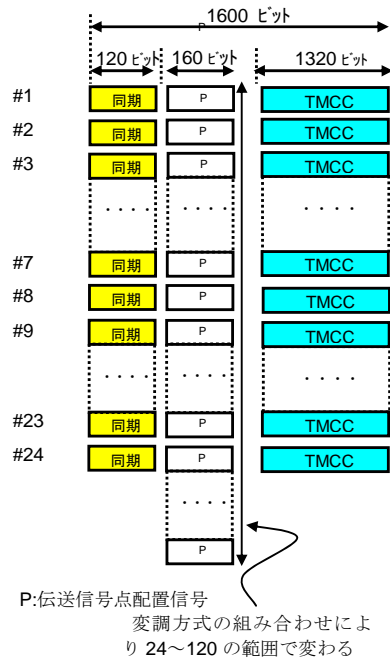 1600 ビット
P
120 ビット 160 ビット 1320 ビット
#1 同期 P TMCC
#2 同期 P TMCC
#3 同期 P TMCC
・・・・ ・・・・ ・・・・
#7 同期 P TMCC
#8 同期 P TMCC
#9 同期 P TMCC
・・・・ ・・・・ ・・・・
#23 同期 P TMCC
#24 同期 P TMCC
・・・・
P
P:伝送信号点配置信号
変調方式の組み合わせによ
り 24～120 の範囲で変わる